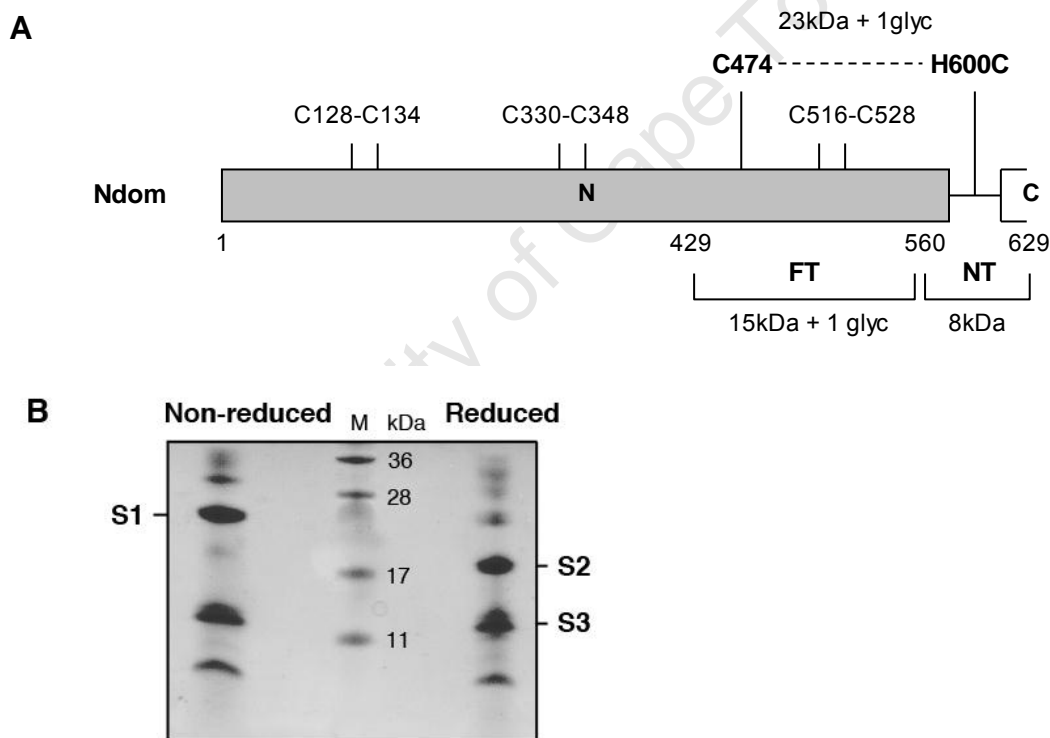 A
23kDa + 1glyc
C474 H600C
C128-C134 C330-C348 C516-C528
Ndom N C
1 429 560 629
FT NT
15kDa + 1 glyc 8kDa
B
Non-reduced M kDa Reduced
36
28
S1
17 S2
S3
11